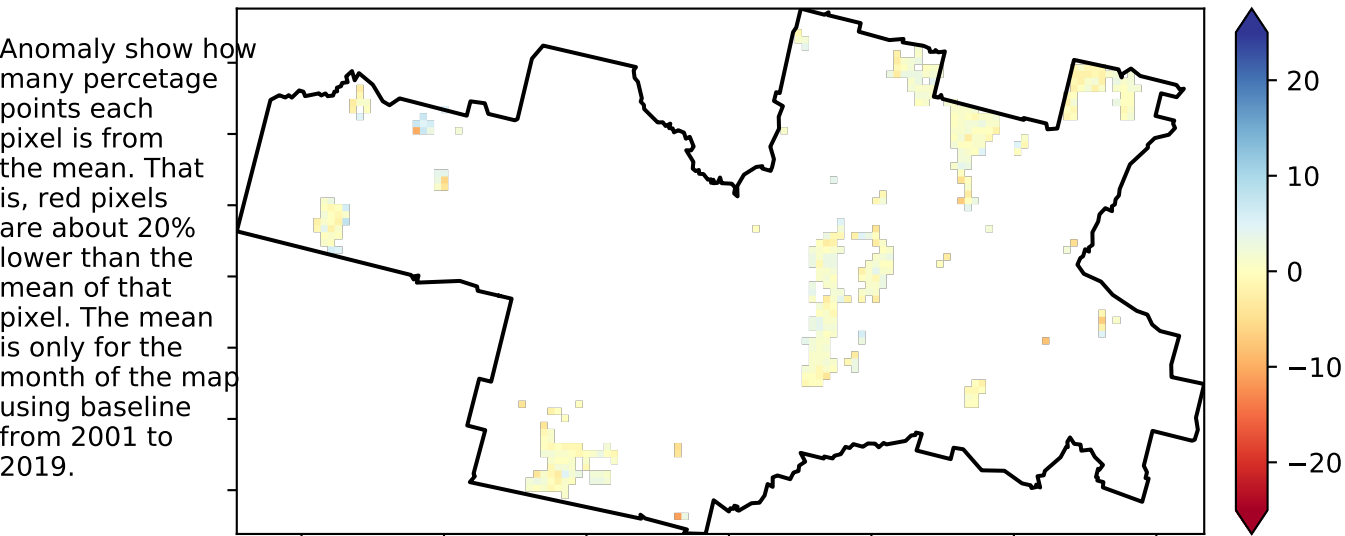 Anomaly show how
many percetage
points each
pixel is from
the mean. That
is, red pixels
are about 20%
lower than the
mean of that
pixel. The mean
is only for the
month of the map
using baseline
from 2001 to
2019.
20
10
0
−10
−20